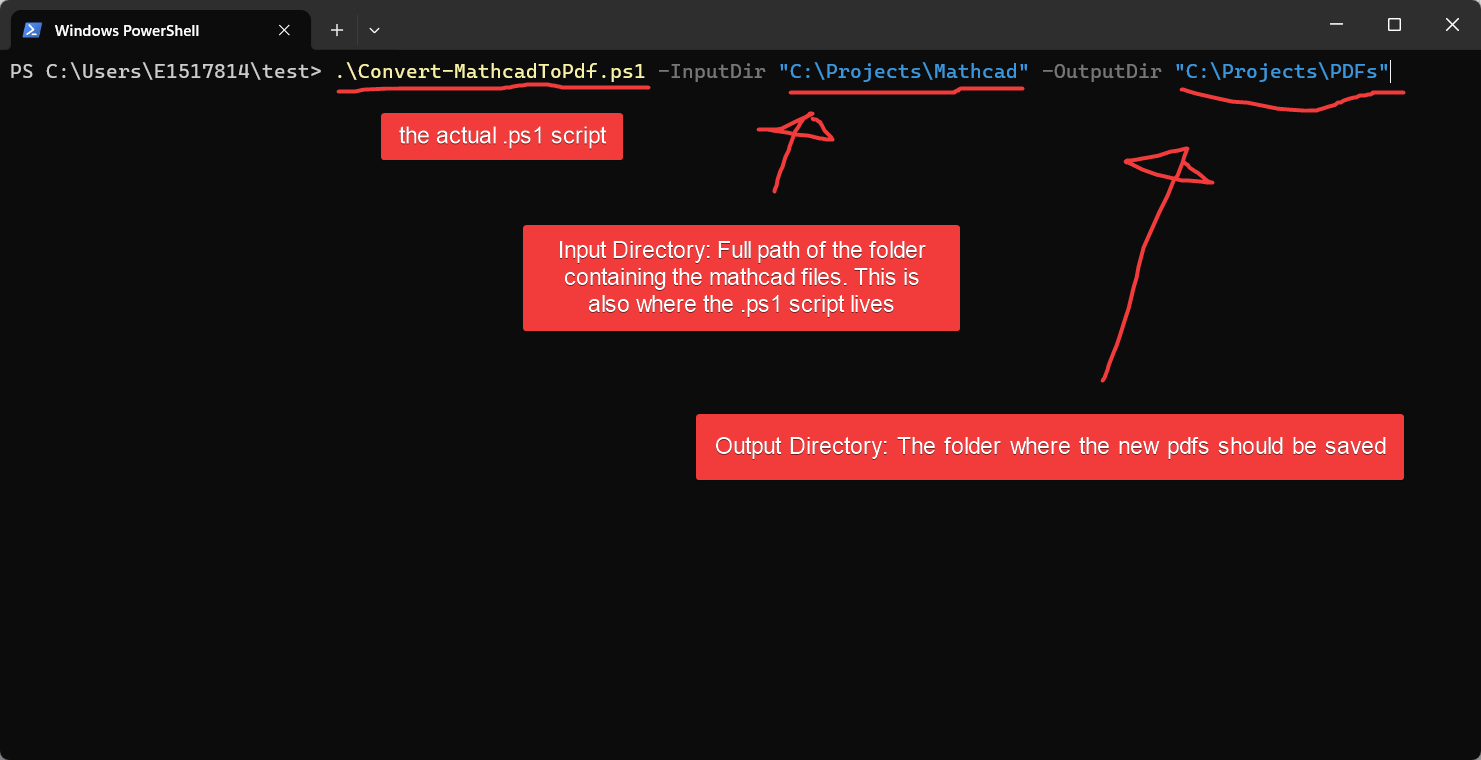 Windows PowerShell
PS C:\Users\E1517814\test> .\Convert-MathcadToPdf.ps1 -InputDir "C:\Projects\Mathcad" -OutputDir "C:\Projects\PDFs"
the actual .ps1 script
Input Directory: Full path of the folder
containing the mathcad files. This is
also where the .ps1 script lives
Output Directory: The folder where the new pdfs should be saved